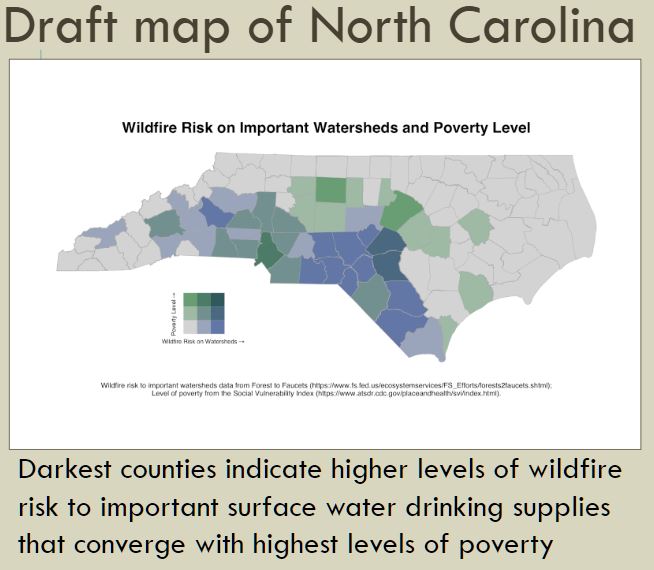 Draft map of North Carolina
Wildfire Risk on Important Watersheds and Poverty Level
Poverty Level →
Wildfire Risk on Watersheds →
Wildfire risk to important watersheds data from Forest to Faucets (https://www.fs.fed.us/ecosystemservices/FS_Efforts/forests2faucets.shtml);
Level of poverty from the Social Vulnerability Index (https://www.atsdr.cdc.gov/placeandhealth/svi/index.html).
Darkest counties indicate higher levels of wildfire
risk to important surface water drinking supplies
that converge with highest levels of poverty